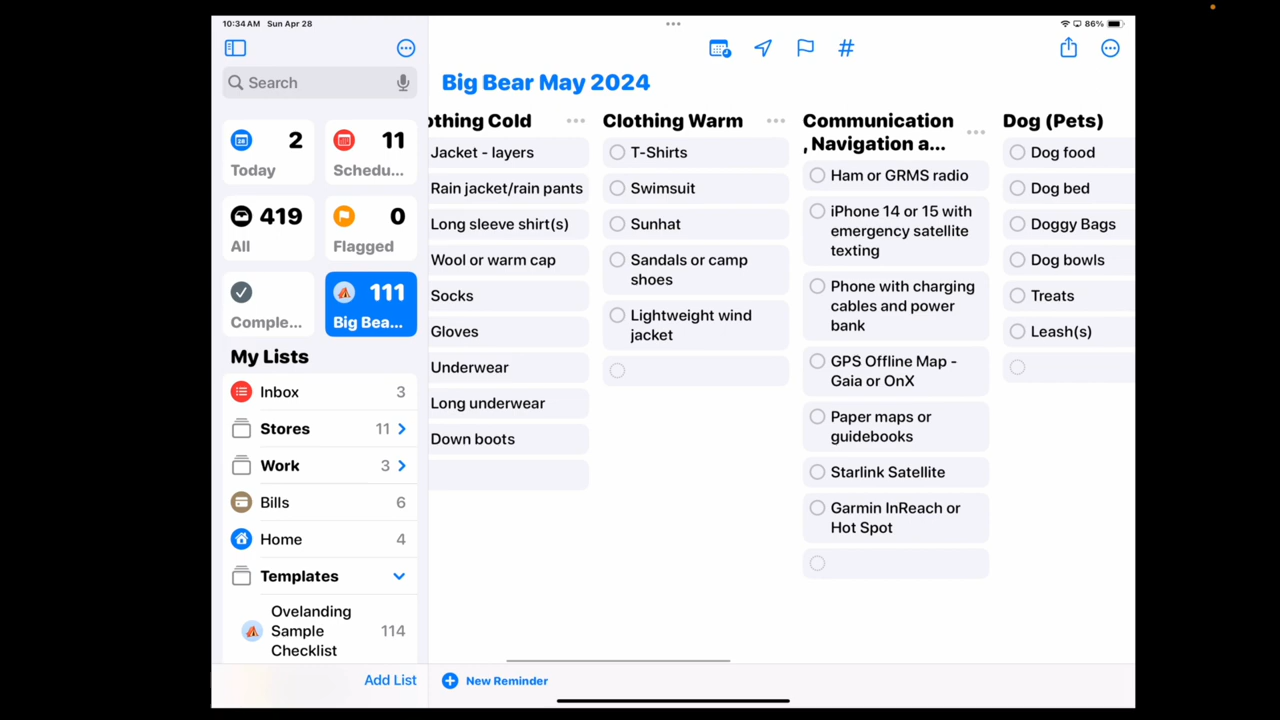 10:34 AM Sun Apr 28
86%
Search
2
Today
11
Schedu...
419
All
0
Flagged
Comple...
111
Big Bea...
My Lists
Inbox 3
Stores 11
Work 3
Bills 6
Home 4
Templates
Ovelanding
Sample
Checklist
114
Add List
#
Big Bear May 2024
othing Cold
Jacket - layers
Rain jacket/rain pants
Long sleeve shirt(s)
Wool or warm cap
Socks
Gloves
Underwear
Long underwear
Down boots
Clothing Warm
T-Shirts
Swimsuit
Sunhat
Sandals or camp
shoes
Lightweight wind
jacket
Communication
, Navigation a...
Ham or GRMS radio
iPhone 14 or 15 with
emergency satellite
texting
Phone with charging
cables and power
bank
GPS Offline Map -
Gaia or OnX
Paper maps or
guidebooks
Starlink Satellite
Garmin InReach or
Hot Spot
Dog (Pets)
Dog food
Dog bed
Doggy Bags
Dog bowls
Treats
Leash(s)
New Reminder